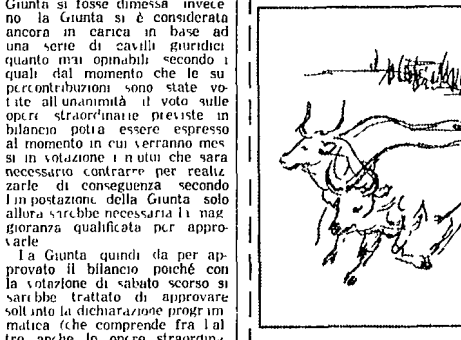 Giunta si fosse dimessa invece
no la Giunta si è considerata
ancora in carica in base ad
una serie di cavilli giuridici
quanto mai opinabili secondo i
quali dal momento che le su
percontribuzioni sono state vo
tate all unanimità il voto sulle
opere straordinarie previste in
bilancio potrà essere espresso
al momento in cui verranno mes
si in votazione i mutui che sarà
necessario contrarre per realiz
zarle di conseguenza secondo
l impostazione della Giunta solo
allora sarebbe necessaria la mag
gioranza qualificata per appro
varle
La Giunta quindi da per ap
provato il bilancio poiché con
la votazione di sabato scorso si
sarebbe trattato di approvare
soltanto la dichiarazione program
matica (che comprende fra l al
tro anche le opere straordina